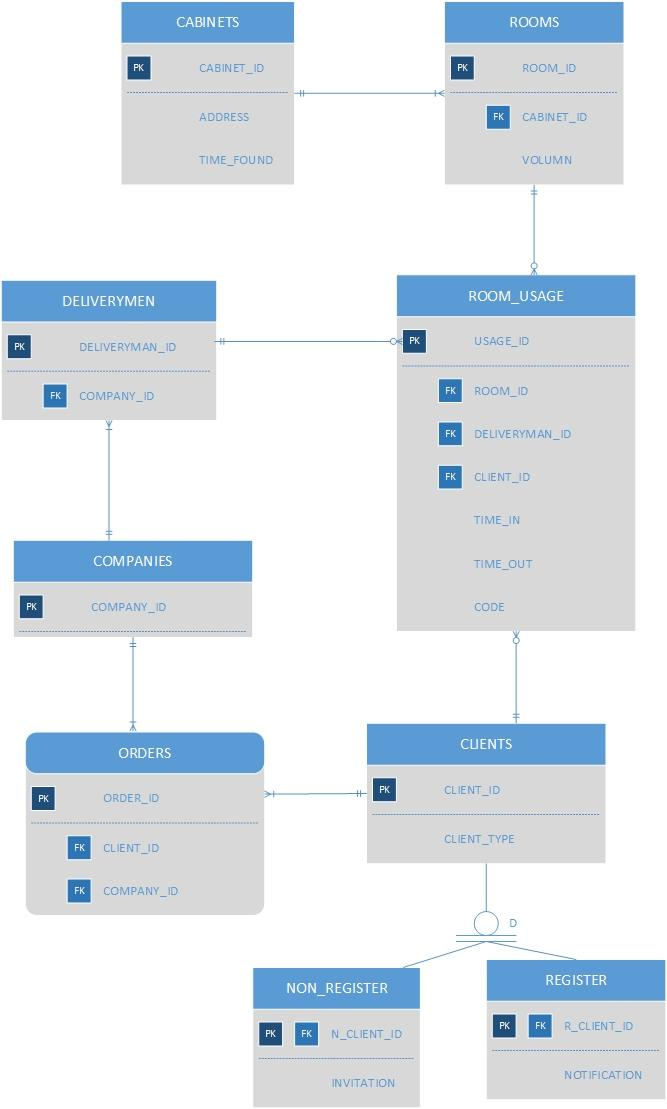 CABINETS
PK CABINET_ID
ADDRESS
TIME_FOUND
ROOMS
PK ROOM_ID
FK CABINET_ID
VOLUMN
DELIVERYMEN
PK DELIVERYMAN_ID
FK COMPANY_ID
ROOM_USAGE
PK USAGE_ID
FK ROOM_ID
FK DELIVERYMAN_ID
FK CLIENT_ID
TIME_IN
TIME_OUT
CODE
COMPANIES
PK COMPANY_ID
ORDERS
PK ORDER_ID
FK CLIENT_ID
FK COMPANY_ID
CLIENTS
PK CLIENT_ID
CLIENT_TYPE
D
NON_REGISTER
PK FK N_CLIENT_ID
INVITATION
REGISTER
PK FK R_CLIENT_ID
NOTIFICATION